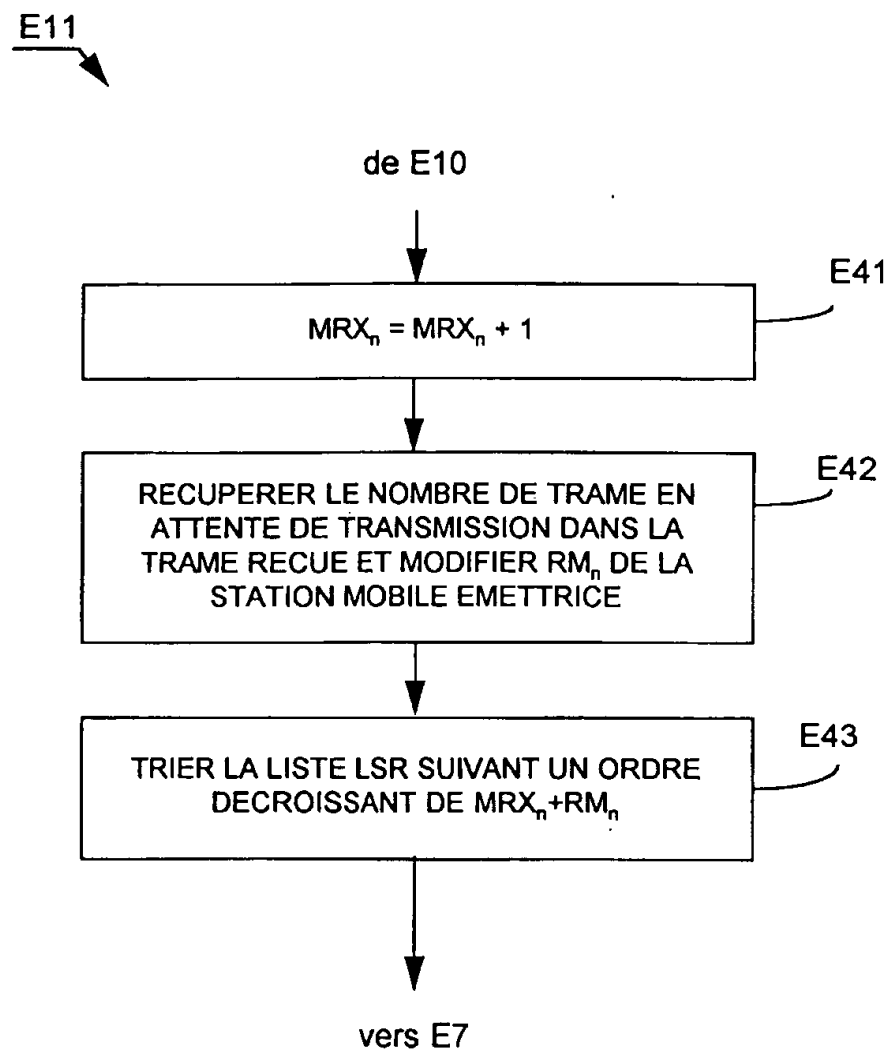 E11
de E10
E41
MRXₙ = MRXₙ + 1
E42
RECUPERER LE NOMBRE DE TRAME EN
ATTENTE DE TRANSMISSION DANS LA
TRAME RECUE ET MODIFIER RMₙ DE LA
STATION MOBILE EMETTRICE
E43
TRIER LA LISTE LSR SUIVANT UN ORDRE
DECROISSANT DE MRXₙ+RMₙ
vers E7